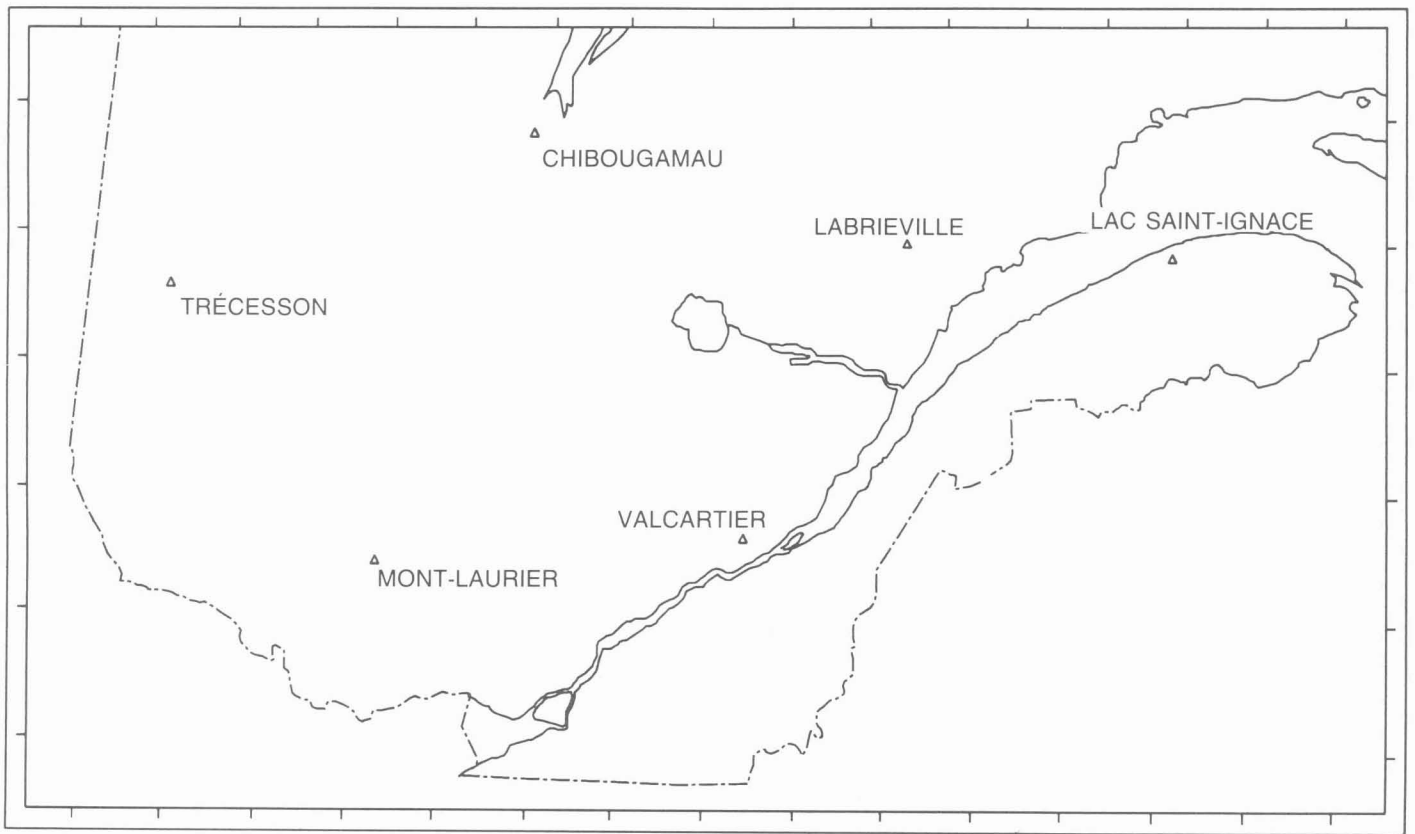 CHIBOUGAMAU
LABRIEVILLE
LAC SAINT-IGNACE
TRÉCESSON
VALCARTIER
MONT-LAURIER